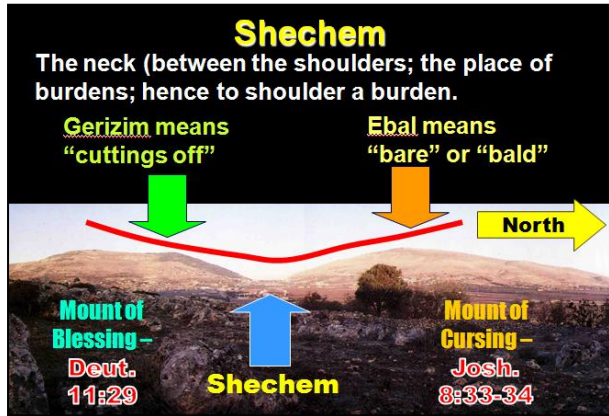 Shechem
The neck (between the shoulders; the place of
burdens; hence to shoulder a burden.
Gerizim means
“cuttings off”
Ebal means
“bare” or “bald”
North
Mount of
Blessing –
Deut.
11:29
Shechem
Mount of
Cursing –
Josh.
8:33-34